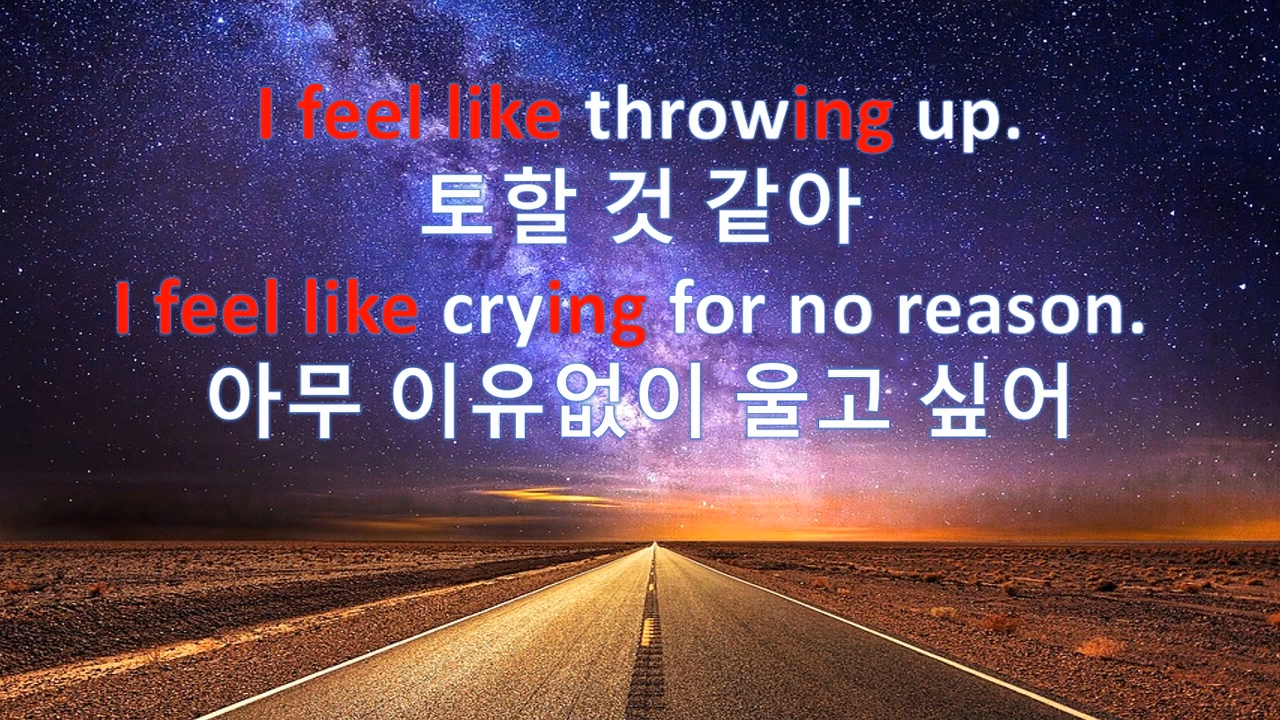 I feel like throwing up.
토할 것 같아
I feel like crying for no reason.
아무 이유없이 울고 싶어